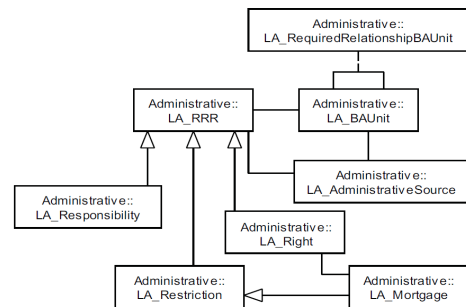 Administrative::
LA_RequiredRelationshipBAUnit
Administrative::
LA_RRR
Administrative::
LA_BAUnit
Administrative::
LA_AdministrativeSource
Administrative::
LA_Responsibility
Administrative::
LA_Right
Administrative::
LA_Restriction
Administrative::
LA_Mortgage